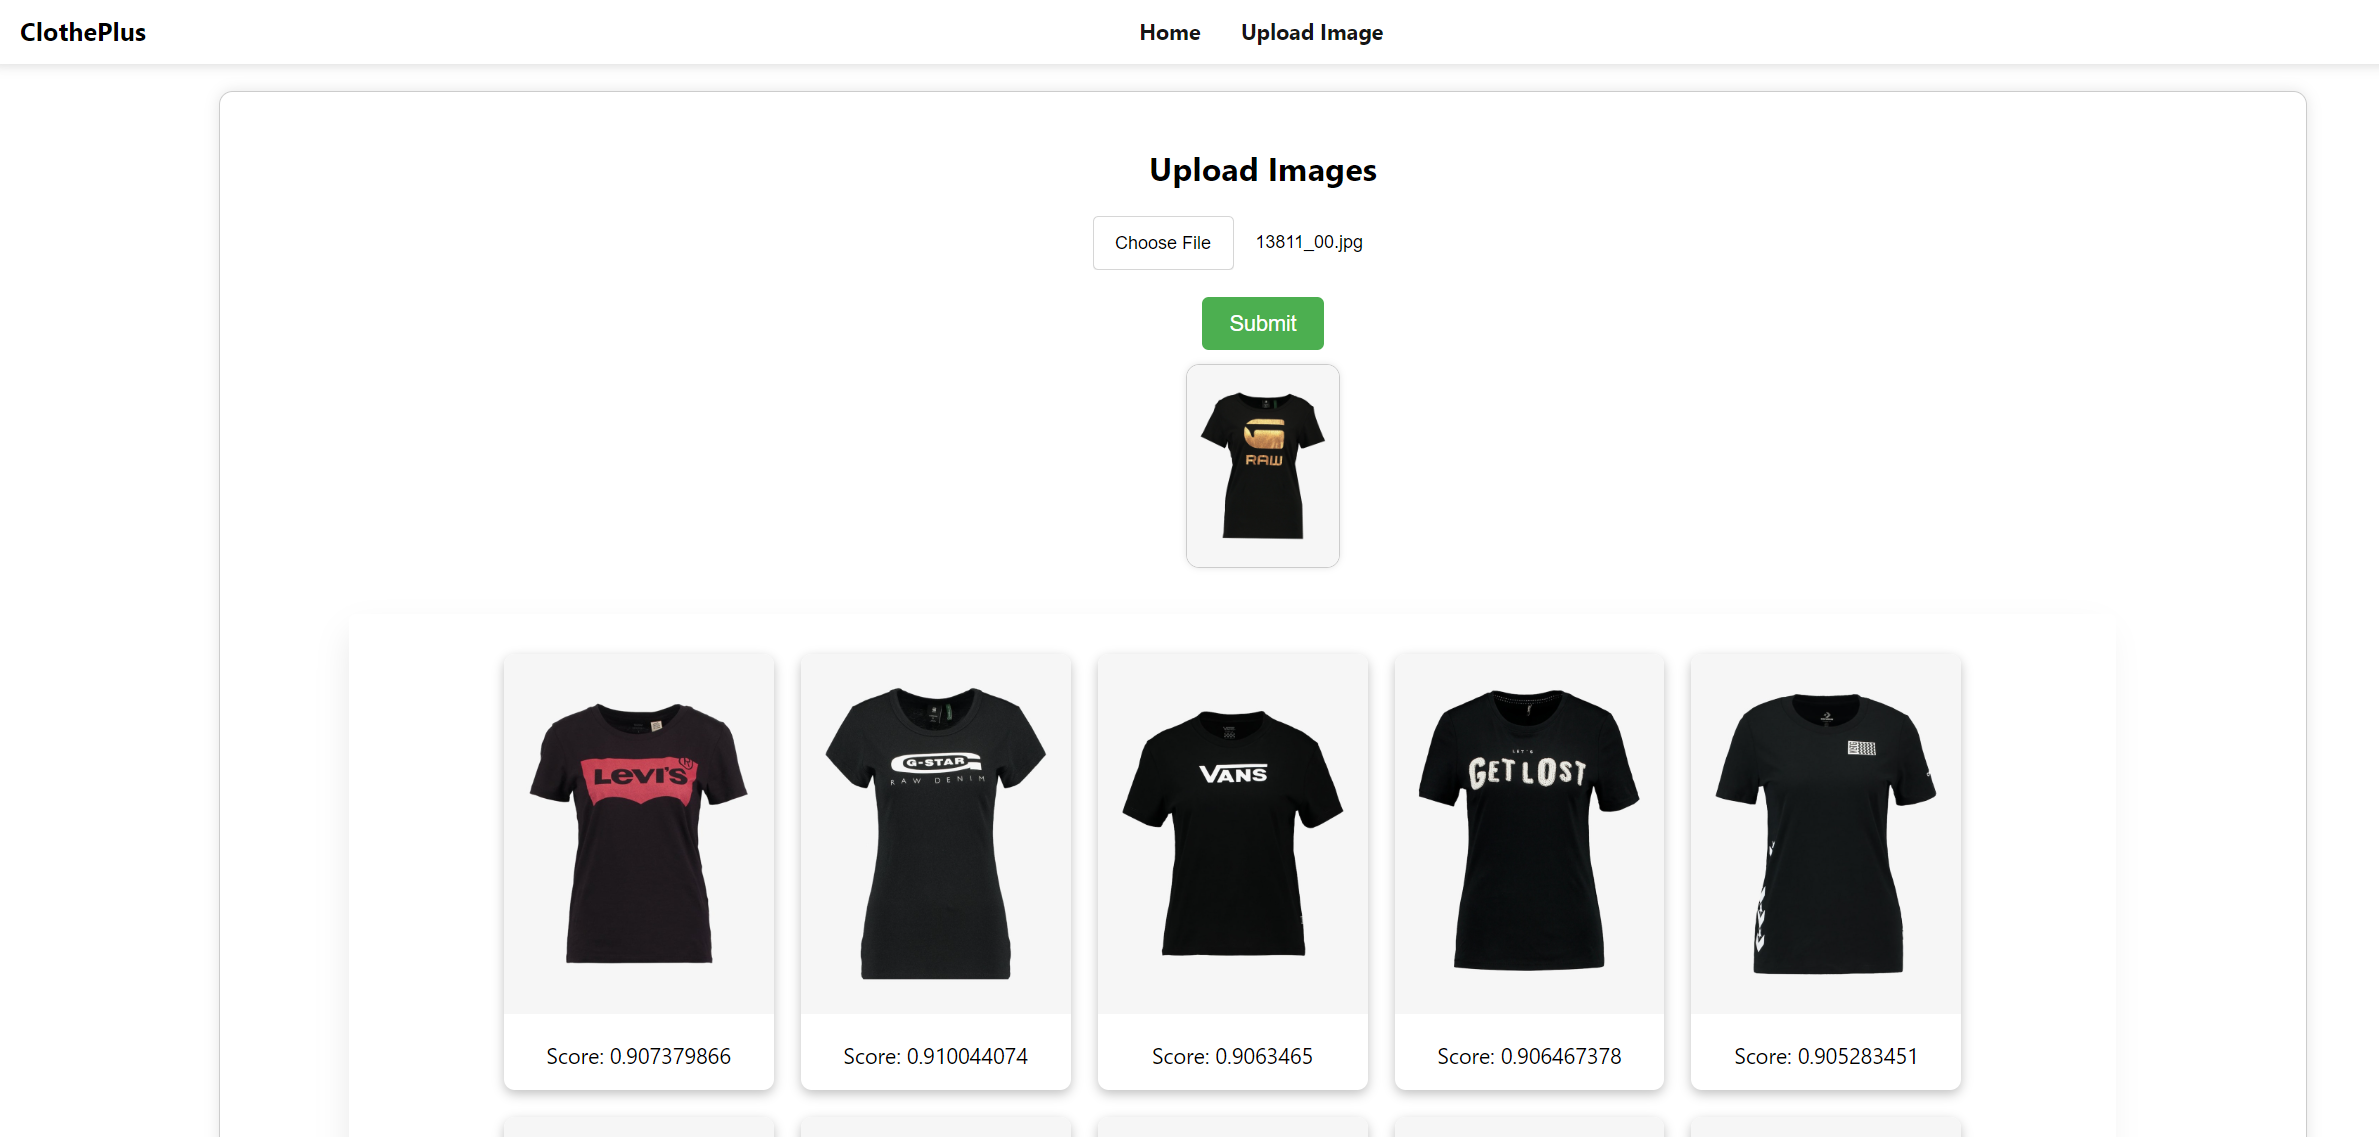 ClothePlus
Home
Upload Image
Upload Images
Choose File
13811_00.jpg
Submit
RAW
LEVI'S®
G-STAR
RAW DENIM
VANS
LET'S
GET LOST
Score: 0.907379866
Score: 0.910044074
Score: 0.9063465
Score: 0.906467378
Score: 0.905283451